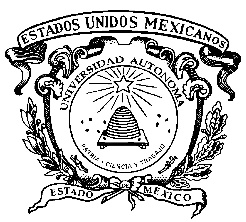 ESTADOS UNIDOS MEXICANOS
UNIVERSIDAD AUTONOMA
PATRIA, CIENCIA Y TRABAJO
ESTADO MEXICO